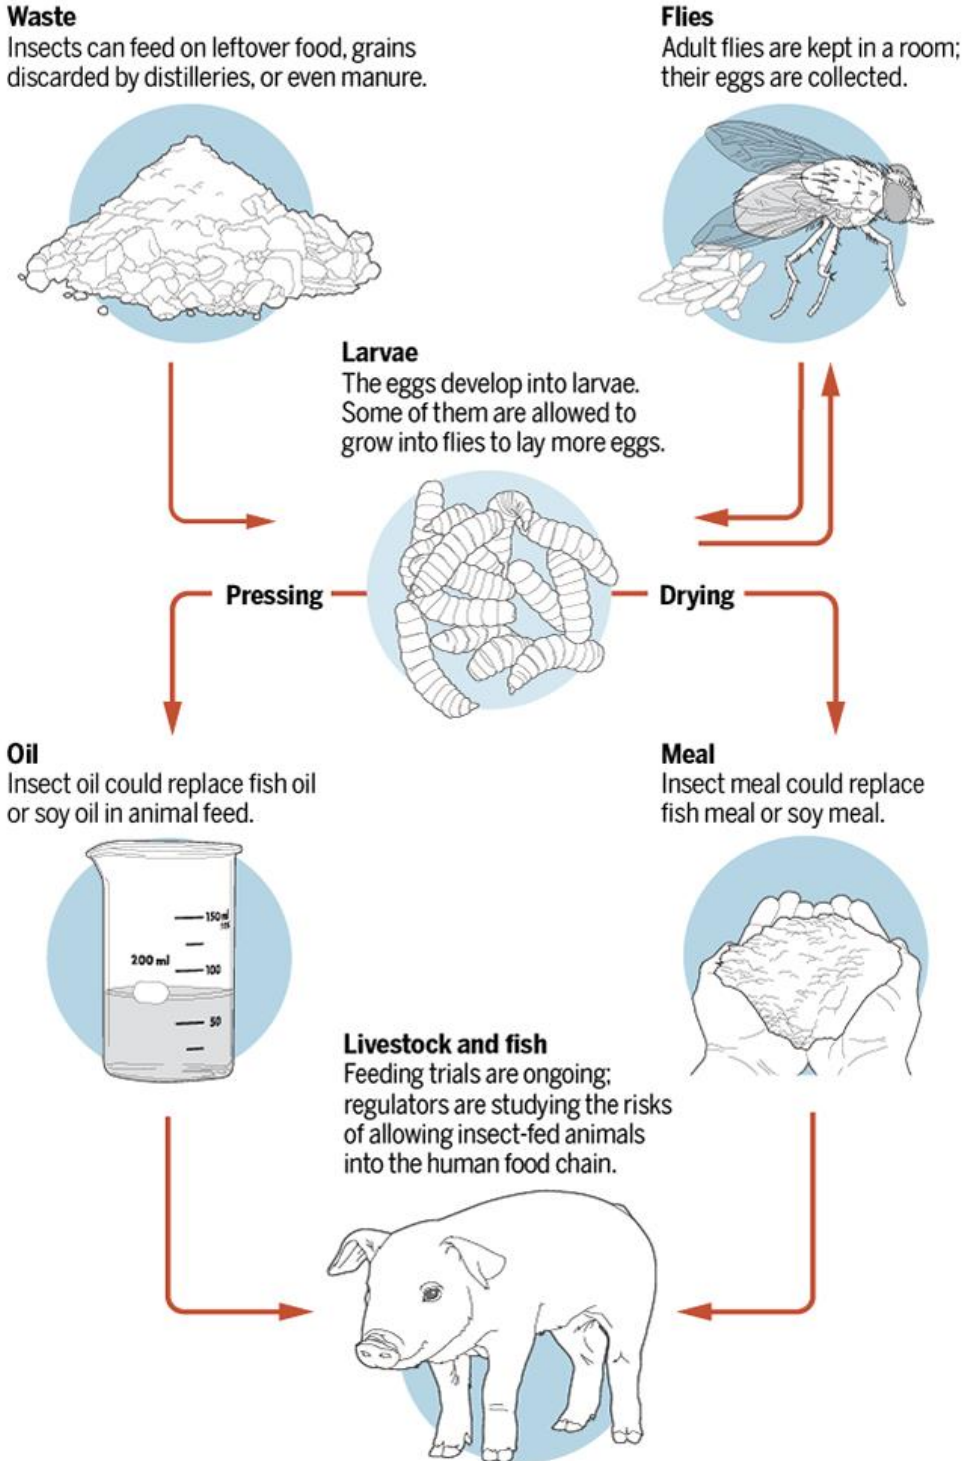 Waste
Insects can feed on leftover food, grains
discarded by distilleries, or even manure.
Flies
Adult flies are kept in a room;
their eggs are collected.
Larvae
The eggs develop into larvae.
Some of them are allowed to
grow into flies to lay more eggs.
Pressing
Drying
Oil
Insect oil could replace fish oil
or soy oil in animal feed.
Meal
Insect meal could replace
fish meal or soy meal.
150ml
200 ml
100
50
Livestock and fish
Feeding trials are ongoing;
regulators are studying the risks
of allowing insect-fed animals
into the human food chain.